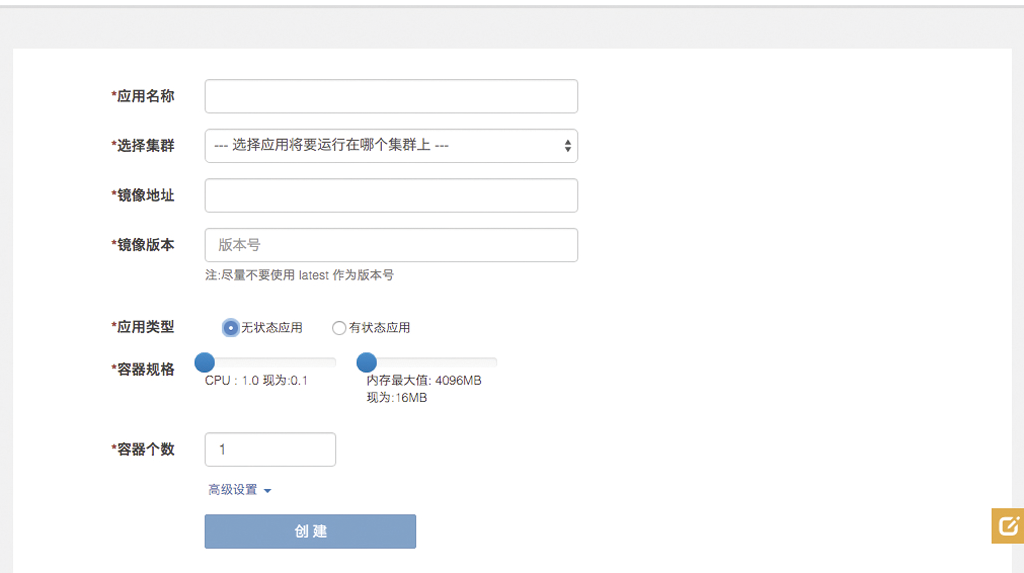 *应用名称
*选择集群 --- 选择应用将要运行在哪个集群上 ---
*镜像地址
*镜像版本 版本号
注:尽量不要使用 latest 作为版本号
*应用类型 无状态应用 有状态应用
*容器规格
CPU : 1.0 现为:0.1 内存最大值: 4096MB
现为:16MB
*容器个数 1
高级设置
创建